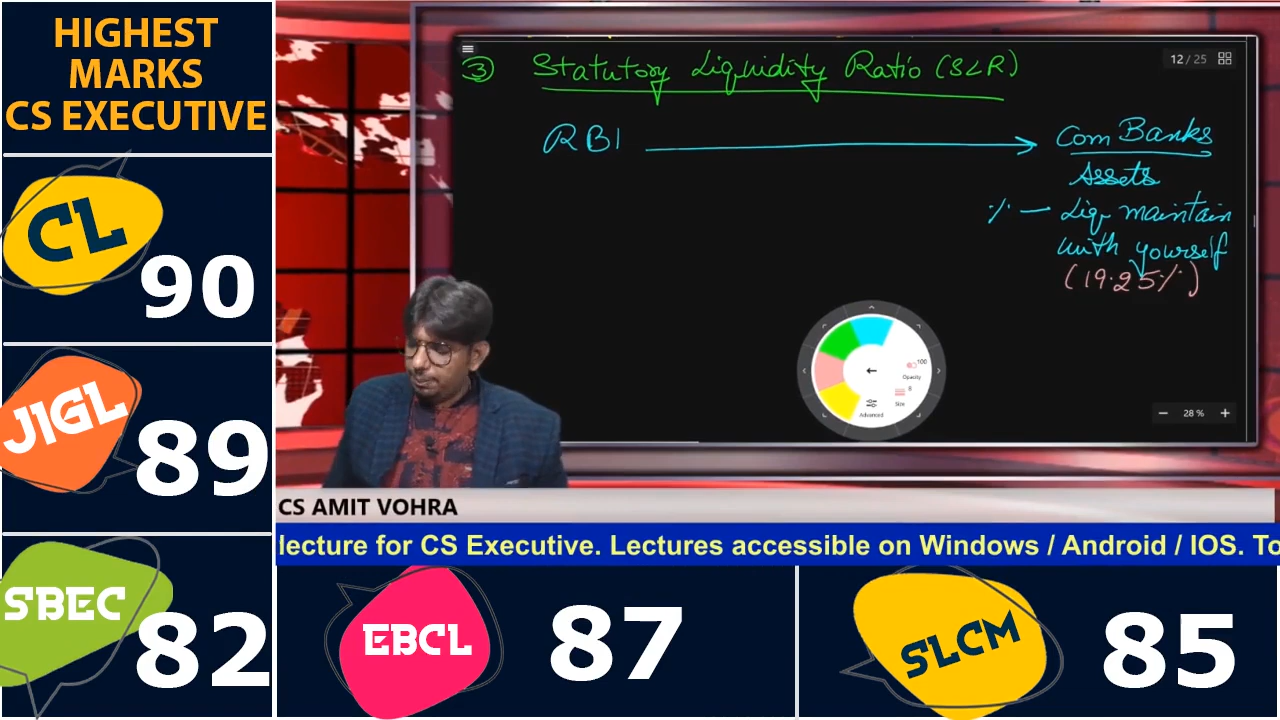 HIGHEST
MARKS
CS EXECUTIVE
CL
90
JIGL
89
SBEC
82
EBCL
87
SLCM
85
③ Statutory Liquidity Ratio (SLR)
12 / 25
RBI
Com Banks
Assets
% — Liq. maintain
with yourself
(19.25%)
100
Opacity
8
Size
Advanced
28 %
CS AMIT VOHRA
lecture for CS Executive. Lectures accessible on Windows / Android / IOS. To